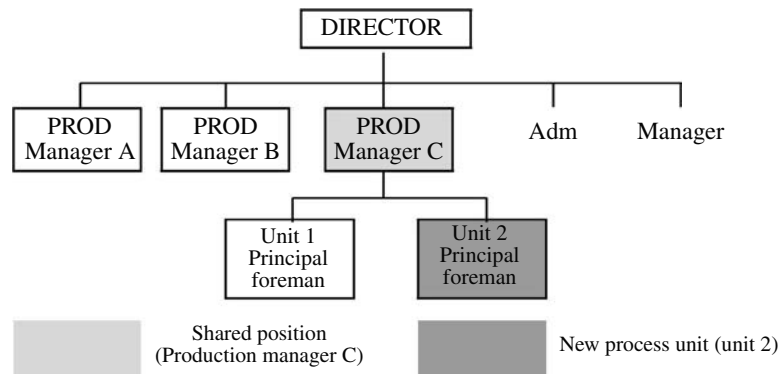 DIRECTOR
PROD
Manager A
PROD
Manager B
PROD
Manager C
Adm
Manager
Unit 1
Principal
foreman
Unit 2
Principal
foreman
Shared position
(Production manager C)
New process unit (unit 2)